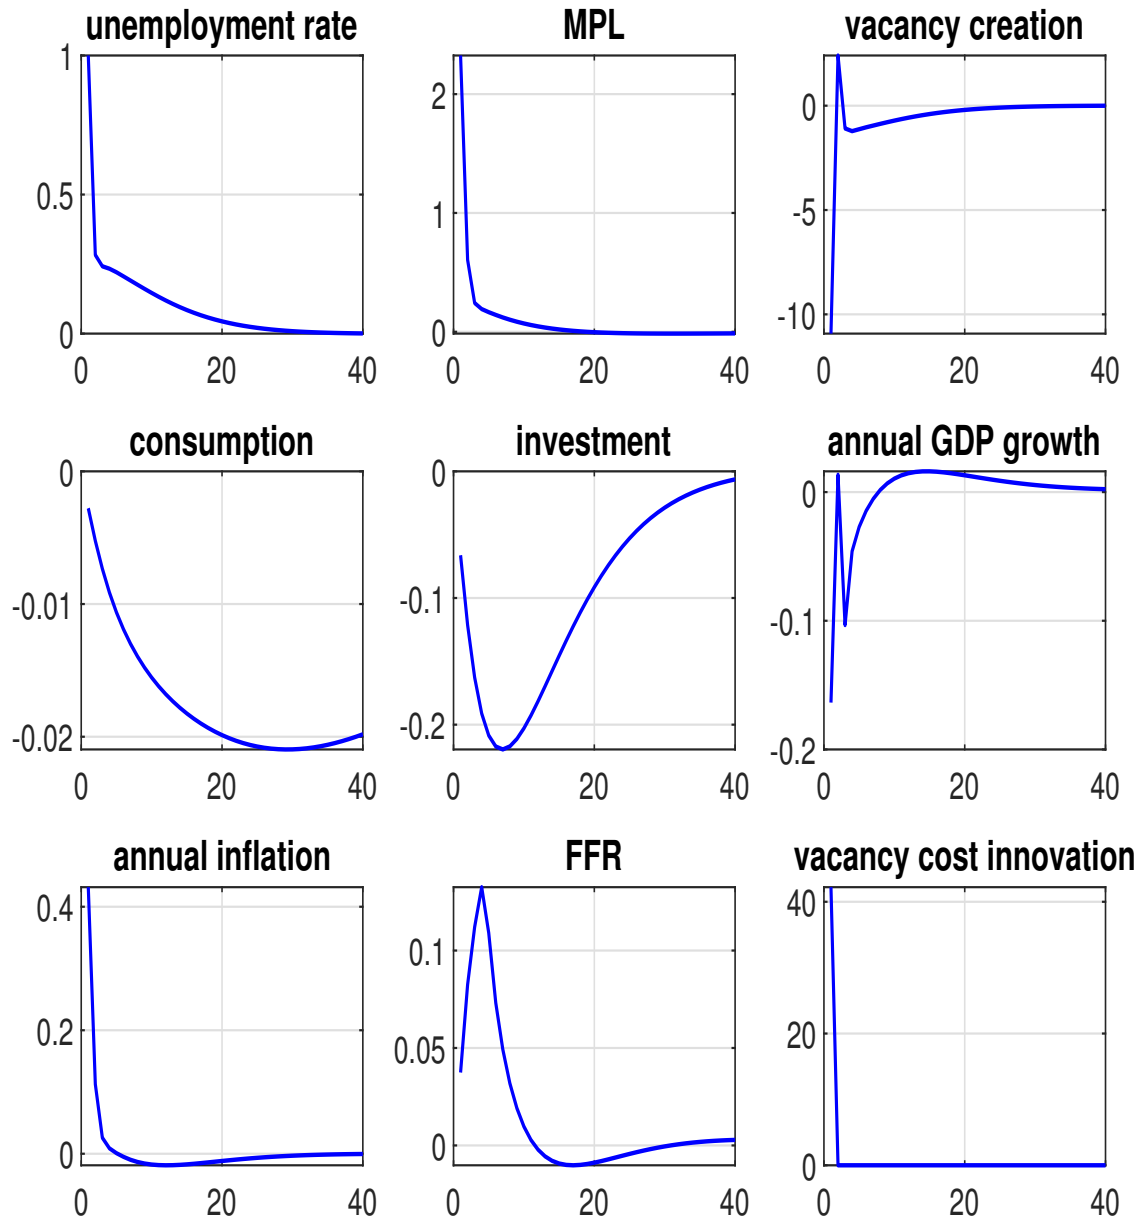 unemployment rate
MPL
vacancy creation
1
0.5
0
0 20 40
2
1
0
0 20 40
0
-5
-10
0 20 40
consumption
investment
annual GDP growth
0
-0.01
-0.02
0 20 40
0
-0.1
-0.2
0 20 40
0
-0.1
-0.2
0 20 40
annual inflation
FFR
vacancy cost innovation
0.4
0.2
0
0 20 40
0.1
0.05
0
0 20 40
40
20
0
0 20 40